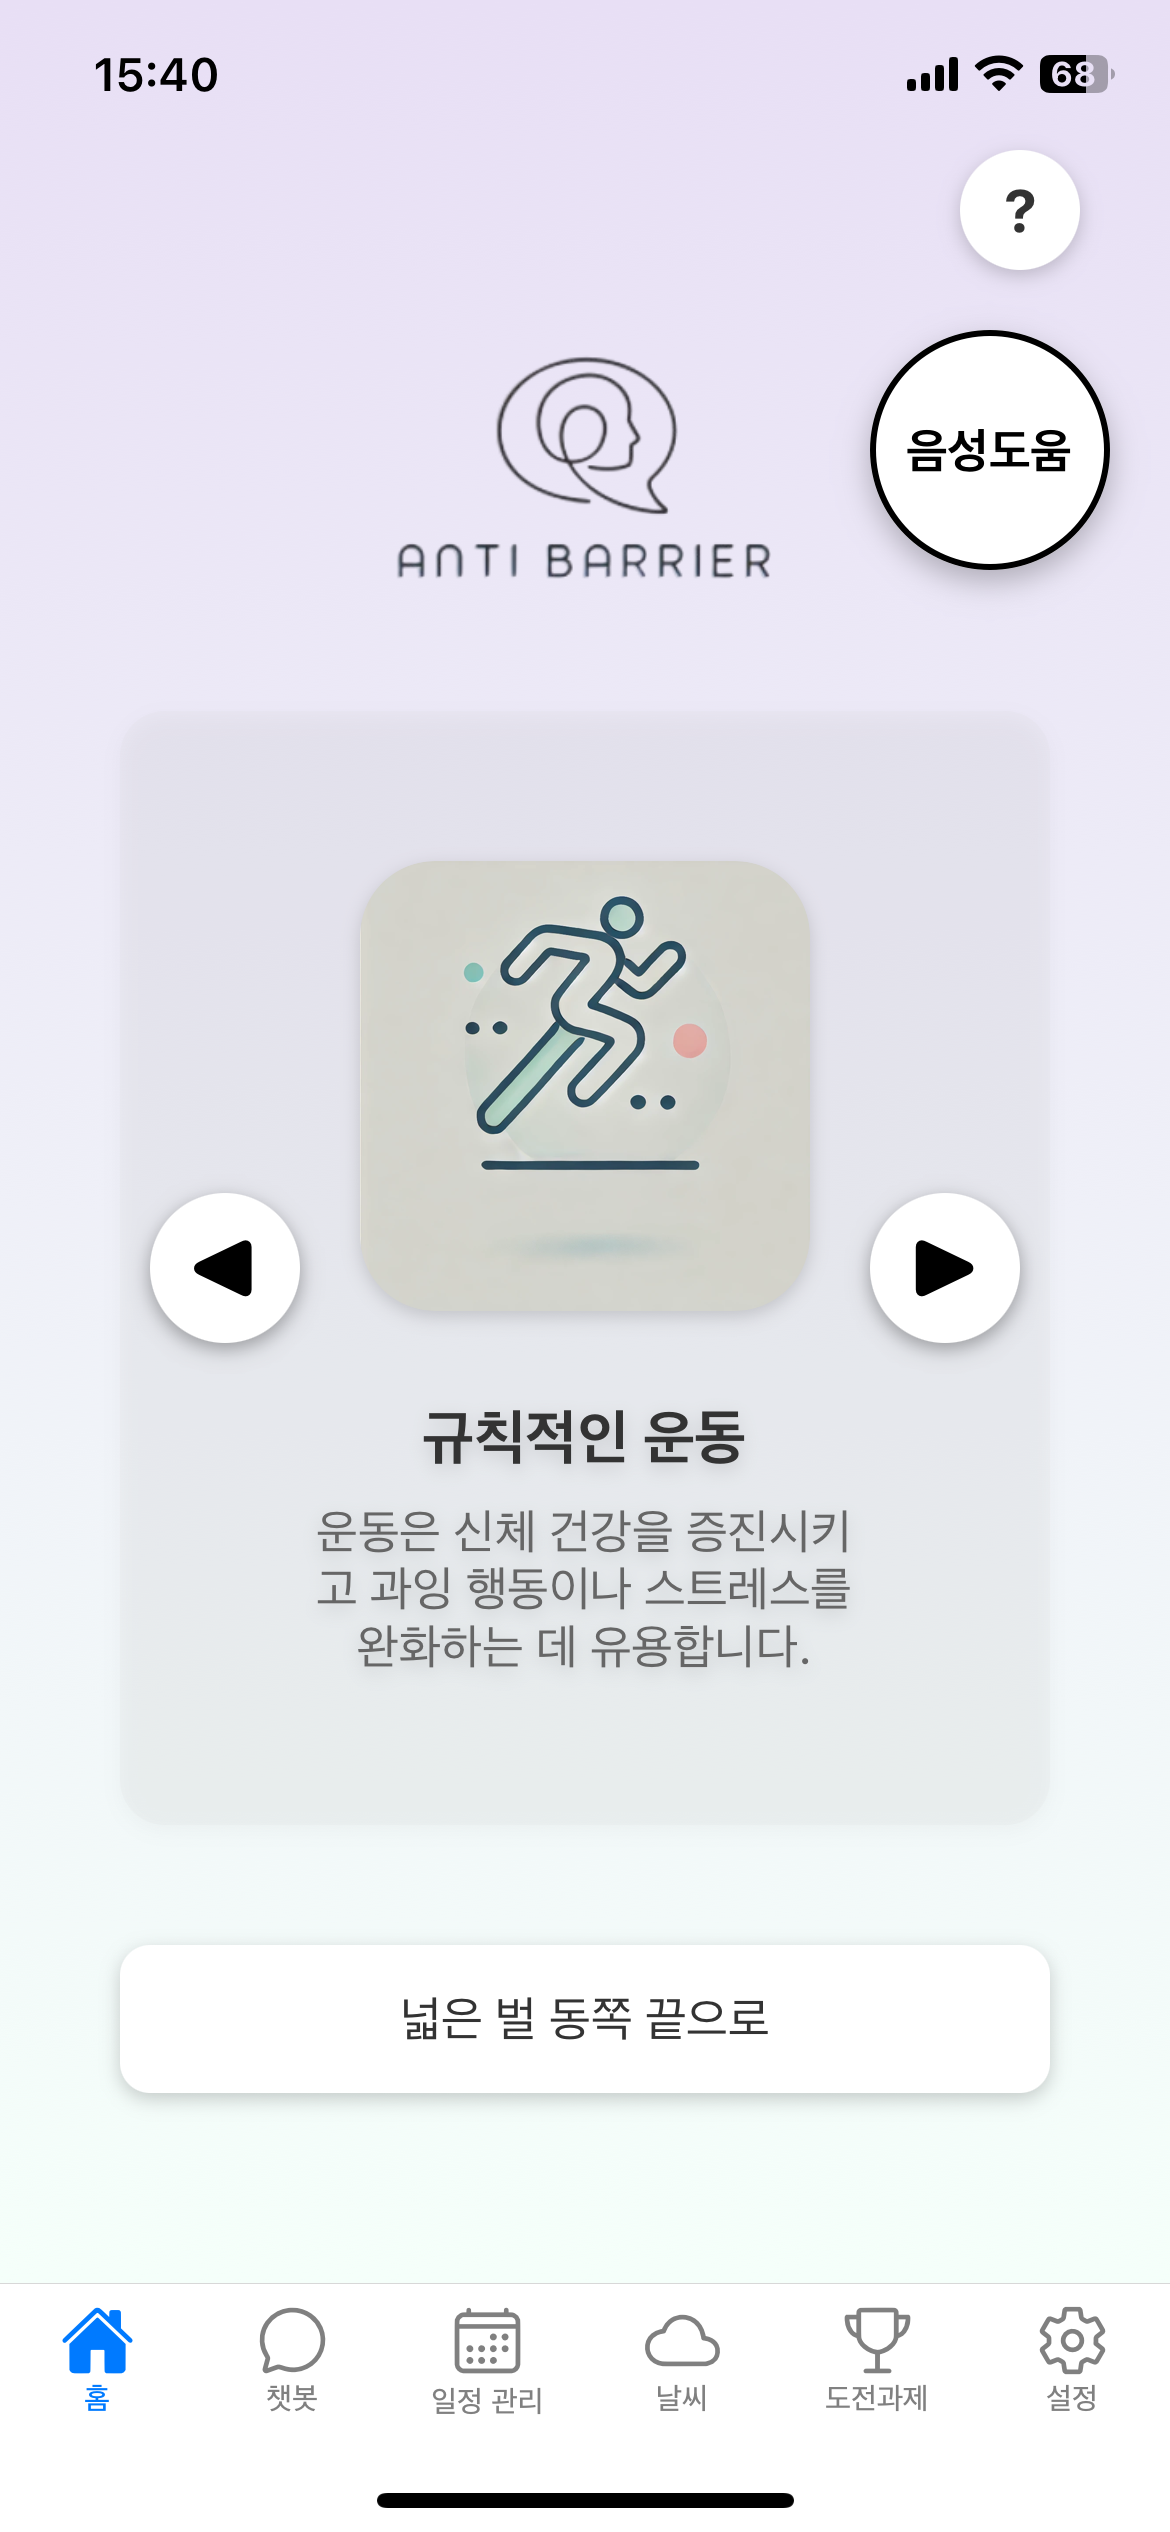 15:40
68
?
음성도움
ANTI BARRIER
규칙적인 운동
운동은 신체 건강을 증진시키
고 과잉 행동이나 스트레스를
완화하는 데 유용합니다.
넓은 벌 동쪽 끝으로
홈 챗봇 일정 관리 날씨 도전과제 설정